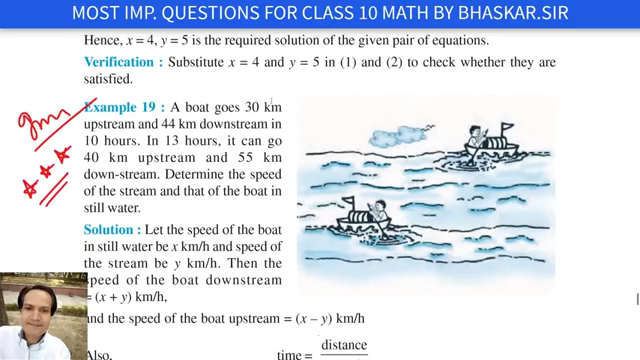 MOST IMP. QUESTIONS FOR CLASS 10 MATH BY BHASKAR.SIR
Hence, x = 4, y = 5 is the required solution of the given pair of equations.
Verification : Substitute x = 4 and y = 5 in (1) and (2) to check whether they are
satisfied.
Example 19 : A boat goes 30 km
upstream and 44 km downstream in
10 hours. In 13 hours, it can go
40 km upstream and 55 km
down-stream. Determine the speed
of the stream and that of the boat in
still water.
Solution : Let the speed of the boat
in still water be x km/h and speed of
the stream be y km/h. Then the
speed of the boat downstream
= (x + y) km/h,
and the speed of the boat upstream = (x – y) km/h
Also, time = distance